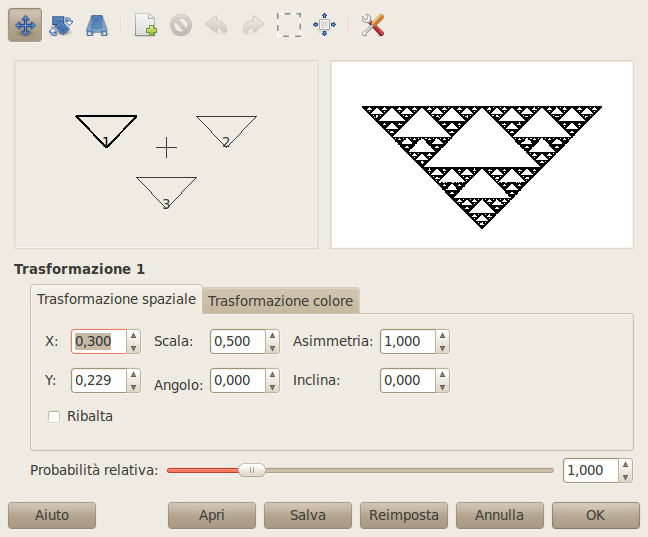 1
2
3
Trasformazione 1
Trasformazione spaziale Trasformazione colore
X: 0,300 Scala: 0,500 Asimmetria: 1,000
Y: 0,229 Angolo: 0,000 Inclina: 0,000
Ribalta
Probabilità relativa: 1,000
Aiuto Apri Salva Reimposta Annulla OK